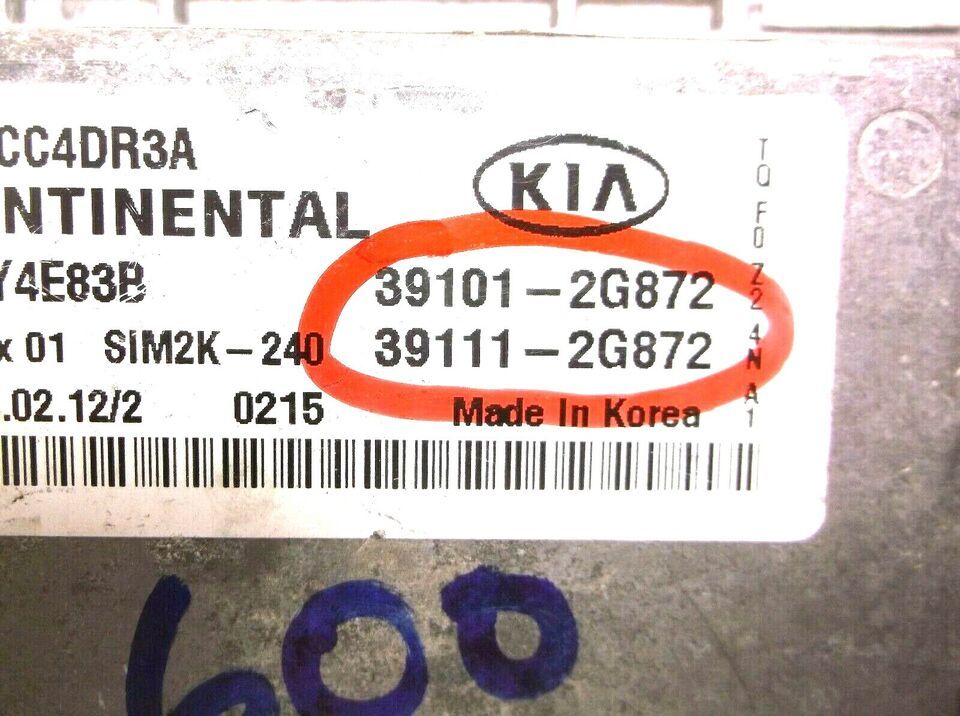 CC4DR3A
KIA
NTINENTAL
Y4E83B
39101-2G872
x 01 SIM2K-240
39111-2G872
.02.12/2 0215 Made In Korea
TQ F0 Z2 4N A1
600